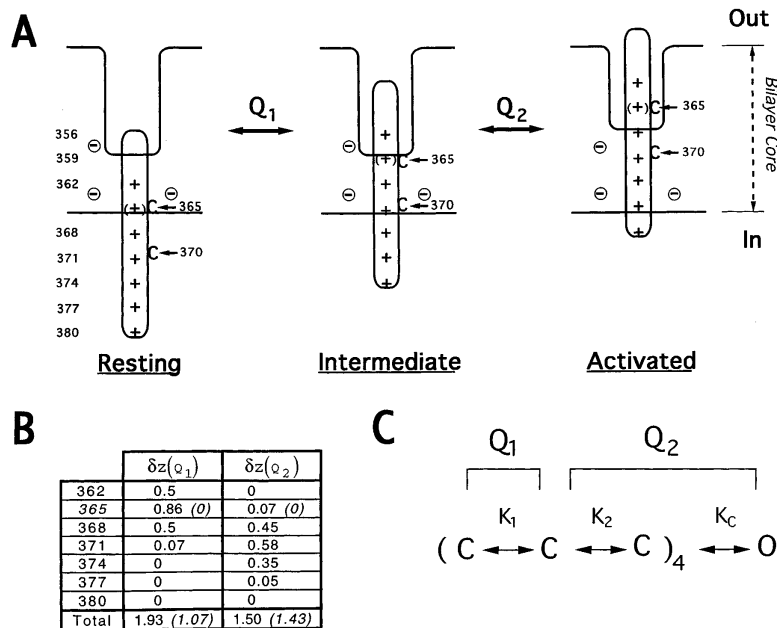 A
Out
Q1
Q2
Bilayer Core
In
356
359
362
368
371
374
377
380
⊖
⊖ ⊖
+
(+) C ← 365
+
C ← 370
+
+
+
+
⊖
⊖ ⊖
+
(+) C ← 365
+
C ← 370
+
+
+
+
⊖
⊖ ⊖
+
(+) C ← 365
+
C ← 370
+
+
+
+
Resting
Intermediate
Activated
B
δz(Q1) δz(Q2)
362 0.5 0
365 0.86 (0) 0.07 (0)
368 0.5 0.45
371 0.07 0.58
374 0 0.35
377 0 0.05
380 0 0
Total 1.93 (1.07) 1.50 (1.43)
C
Q1 Q2
K1 K2 KC
( C ↔ C ↔ C )4 ↔ O